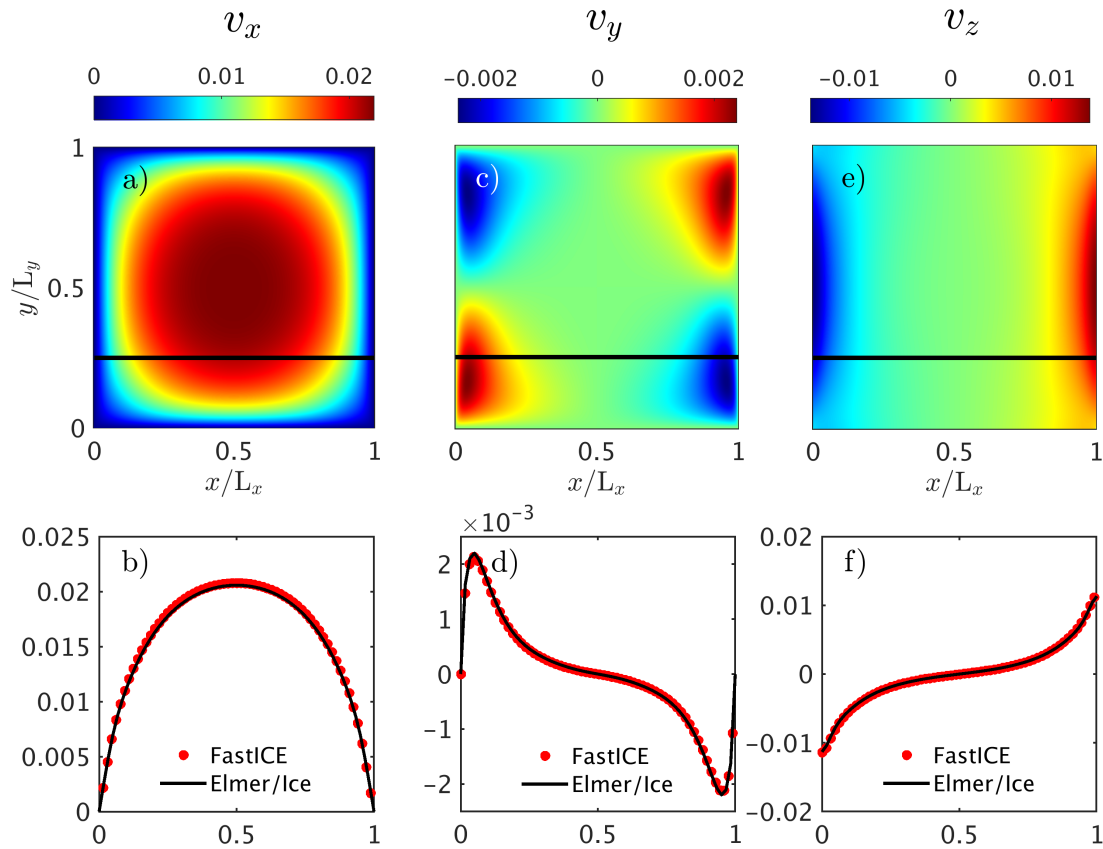 v_x v_y v_z
0 0.01 0.02 −0.002 0 0.002 −0.01 0 0.01
1
a) c) e)
y/L_y
0.5
0
0 0.5 1 0 0.5 1 0 0.5 1
x/L_x x/L_x x/L_x
0.025
0.02
0.015
0.01
0.005
0
b)
FastICE
Elmer/Ice
0 0.5 1
×10⁻³
2
1
0
−1
−2
d)
FastICE
Elmer/Ice
0 0.5 1
0.02
0.01
0
−0.01
−0.02
f)
FastICE
Elmer/Ice
0 0.5 1